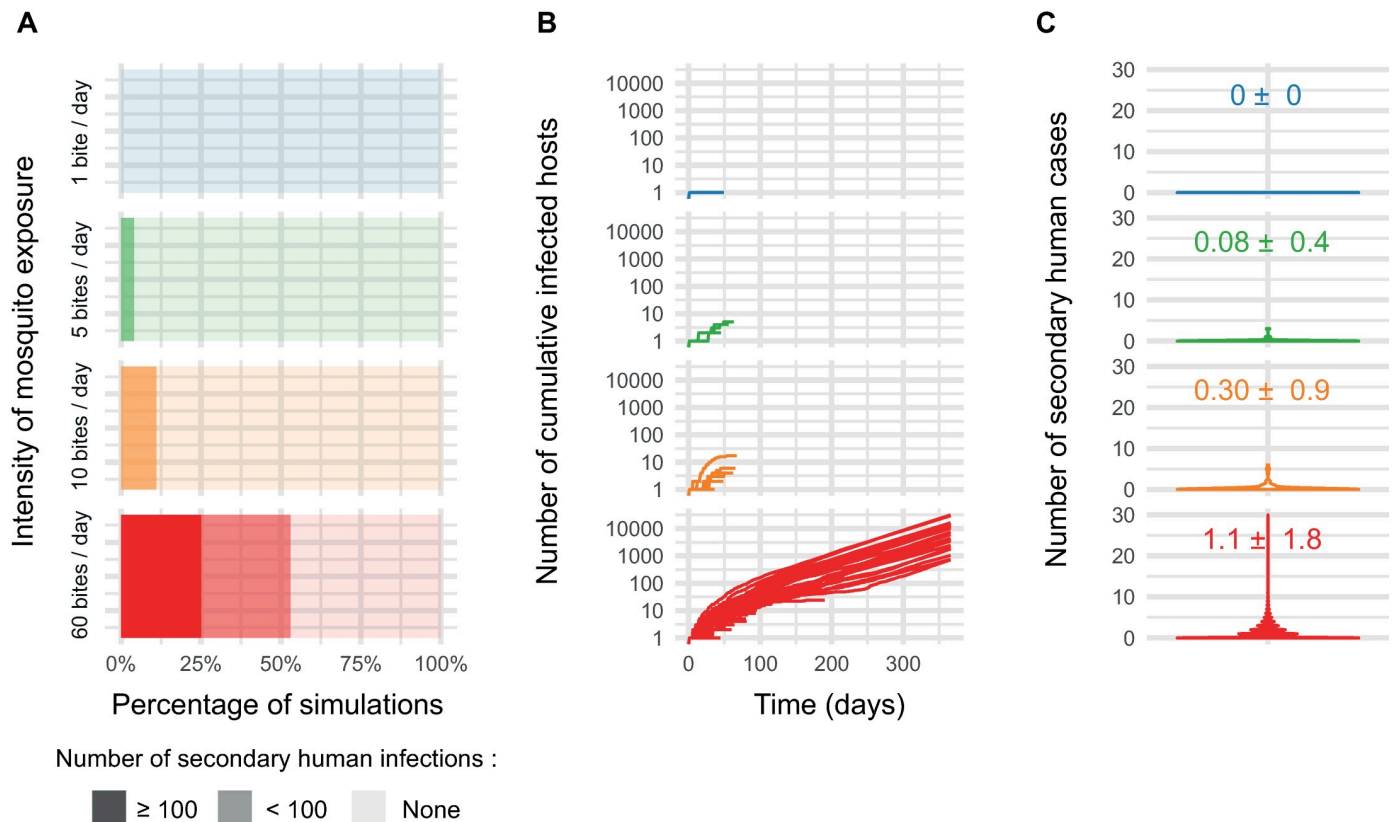 A
B
C
Intensity of mosquito exposure
1 bite / day
5 bites / day
10 bites / day
60 bites / day
0%
25%
50%
75%
100%
Percentage of simulations
Number of secondary human infections :
≥ 100
< 100
None
Number of cumulative infected hosts
10000
1000
100
10
1
10000
1000
100
10
1
10000
1000
100
10
1
10000
1000
100
10
1
0
100
200
300
Time (days)
Number of secondary human cases
30
20
10
0
0 ± 0
30
20
10
0
0.08 ± 0.4
30
20
10
0
0.30 ± 0.9
30
20
10
0
1.1 ± 1.8